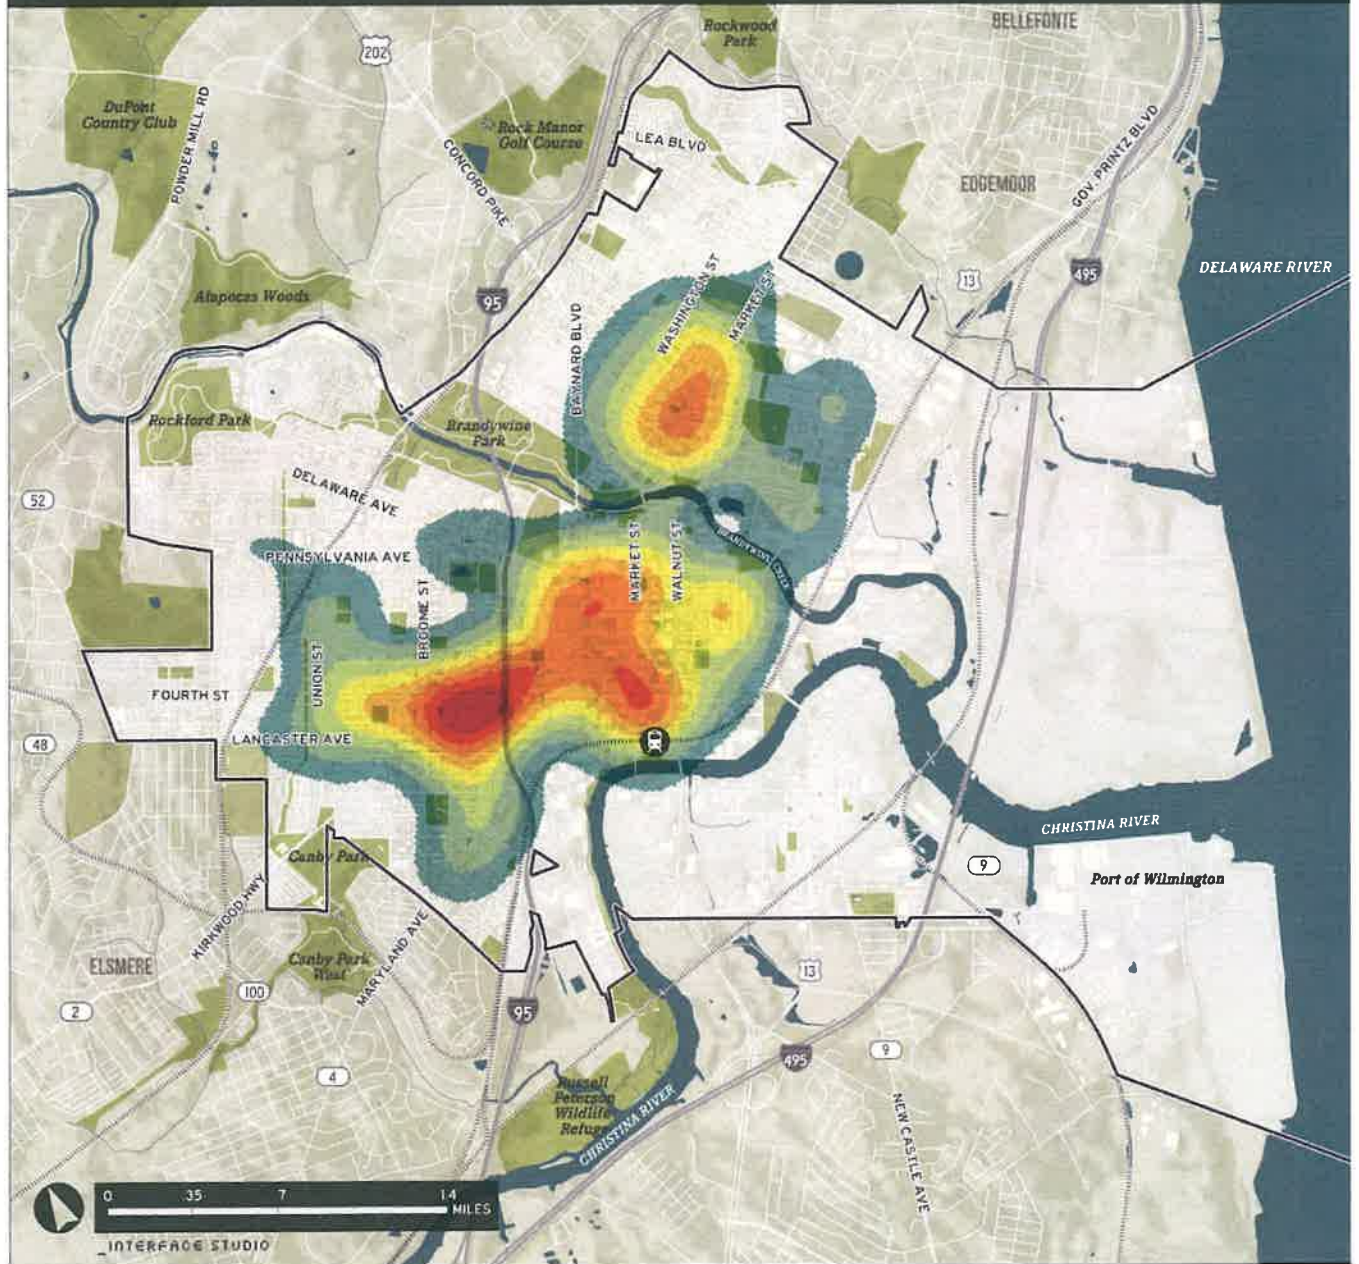 BELLEFONTE
Rockwood
Park
202
DuPont
Country Club
POWDER MILL RD
Rock Manor
Golf Course
CONCORD PIKE
LEA BLVD
EDGEMOOR
GOV. PRINTZ BLVD
DELAWARE RIVER
13
495
Alapocas Woods
95
WASHINGTON ST
MARKET ST
BAYNARD BLVD
Rockford Park
Brandywine
Park
52
DELAWARE AVE
PENNSYLVANIA AVE
MARKET ST
WALNUT ST
BRANDYWINE CREEK
BROOME ST
UNION ST
FOURTH ST
LANCASTER AVE
48
CHRISTINA RIVER
9
Port of Wilmington
Canby Park
KIRKWOOD HWY
MARYLAND AVE
ELSMERE
Canby Park
West
100
2
13
95
4
495
9
Russell
Peterson
Wildlife
Refuge
CHRISTINA RIVER
NEW CASTLE AVE
0 .35 .7 1.4
MILES
_INTERFACE STUDIO